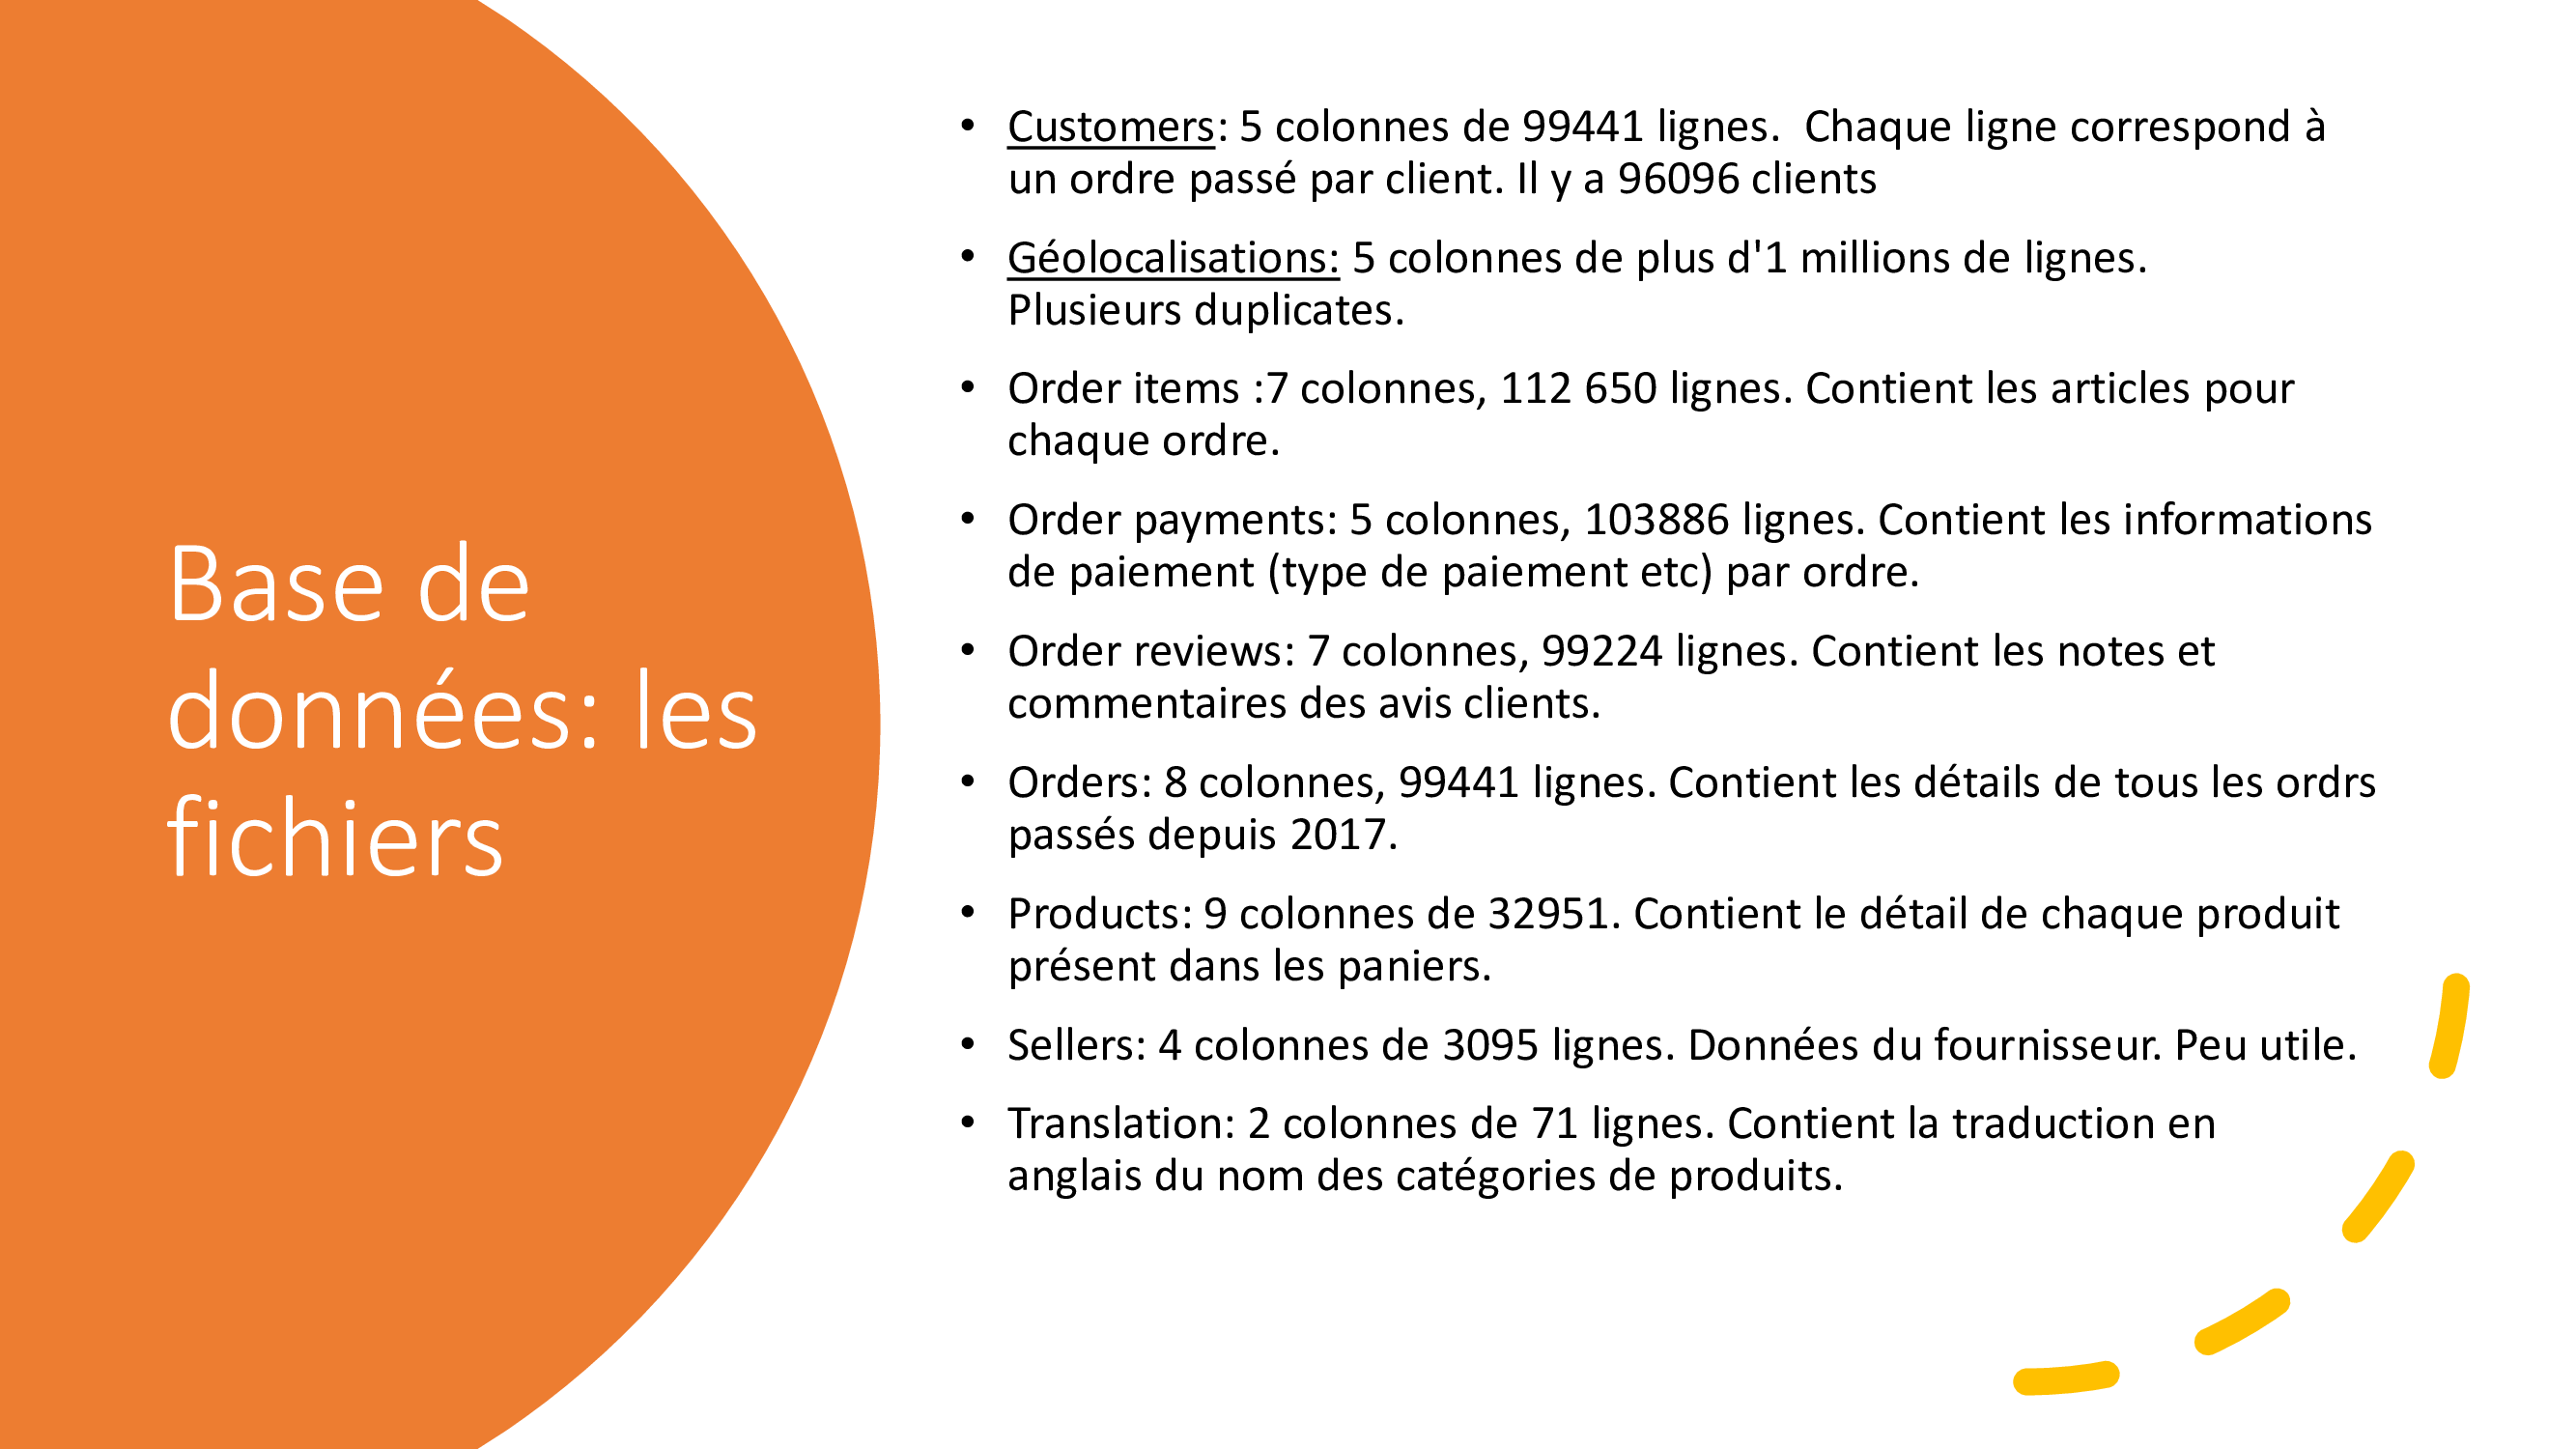 Base de
données: les
fichiers
• Customers: 5 colonnes de 99441 lignes.  Chaque ligne correspond à
un ordre passé par client. Il y a 96096 clients
• Géolocalisations: 5 colonnes de plus d'1 millions de lignes.
Plusieurs duplicates.
• Order items :7 colonnes, 112 650 lignes. Contient les articles pour
chaque ordre.
• Order payments: 5 colonnes, 103886 lignes. Contient les informations
de paiement (type de paiement etc) par ordre.
• Order reviews: 7 colonnes, 99224 lignes. Contient les notes et
commentaires des avis clients.
• Orders: 8 colonnes, 99441 lignes. Contient les détails de tous les ordrs
passés depuis 2017.
• Products: 9 colonnes de 32951. Contient le détail de chaque produit
présent dans les paniers.
• Sellers: 4 colonnes de 3095 lignes. Données du fournisseur. Peu utile.
• Translation: 2 colonnes de 71 lignes. Contient la traduction en
anglais du nom des catégories de produits.